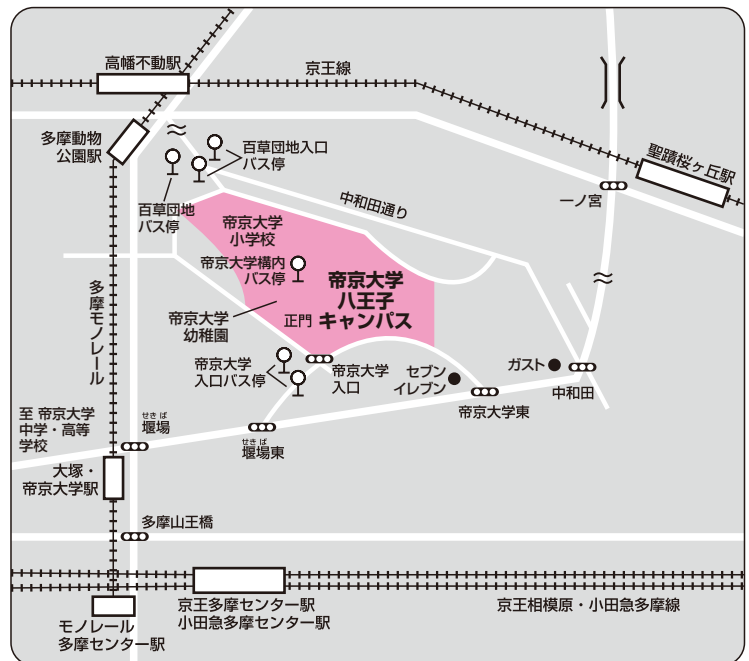 高幡不動駅
京王線
多摩動物
公園駅
百草団地入口
バス停
聖蹟桜ヶ丘駅
一ノ宮
百草団地
バス停
中和田通り
帝京大学
小学校
帝京大学構内
バス停
帝京大学
八王子
キャンパス
正門
多摩モノレール
帝京大学
幼稚園
帝京大学
入口バス停
帝京大学
入口
セブン
イレブン
ガスト
中和田
帝京大学東
至 帝京大学
中学・高等
学校
せきば
堰場
せきば
堰場東
大塚・
帝京大学駅
多摩山王橋
京王多摩センター駅
小田急多摩センター駅
京王相模原・小田急多摩線
モノレール
多摩センター駅